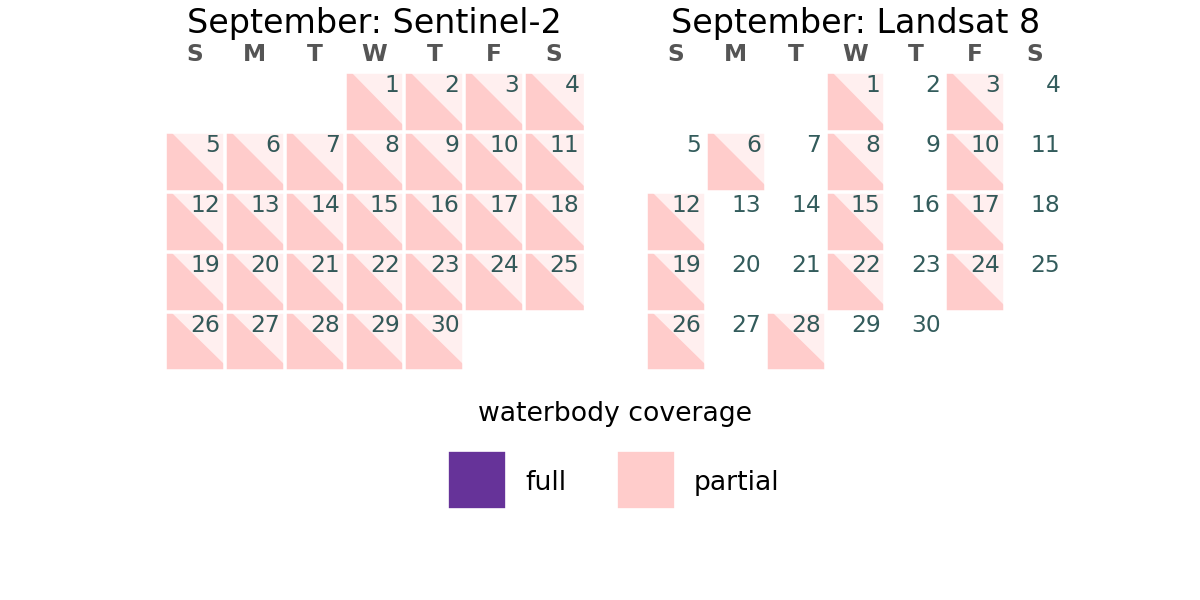 September: Sentinel-2
S M T W T F S
1 2 3 4
5 6 7 8 9 10 11
12 13 14 15 16 17 18
19 20 21 22 23 24 25
26 27 28 29 30
September: Landsat 8
S M T W T F S
1 2 3 4
5 6 7 8 9 10 11
12 13 14 15 16 17 18
19 20 21 22 23 24 25
26 27 28 29 30
waterbody coverage
full partial